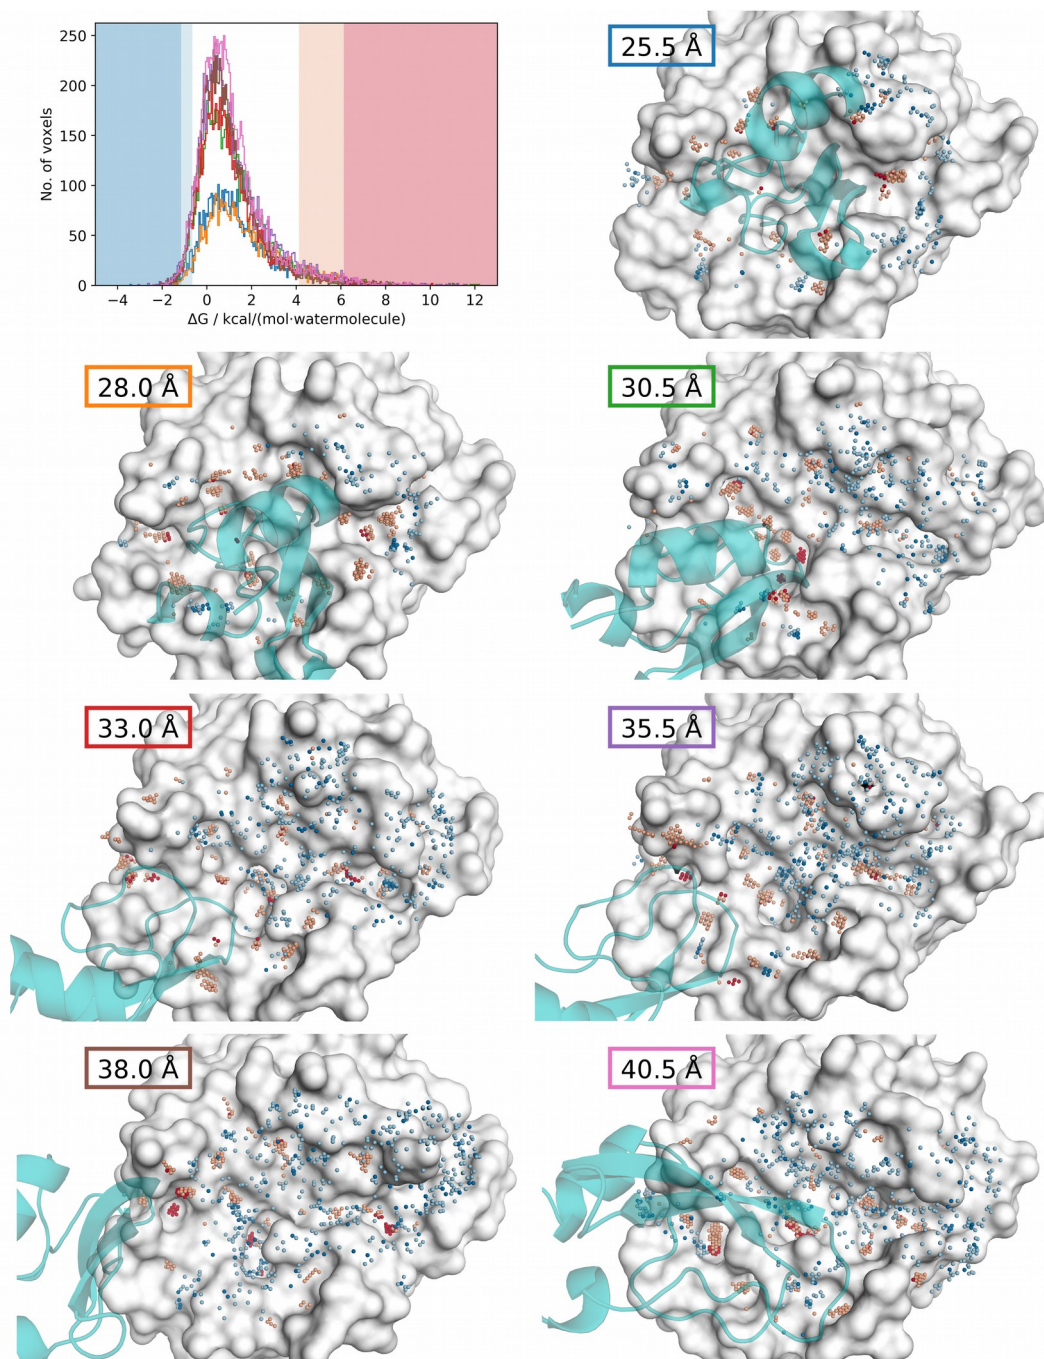 250
200
150
100
50
0
No. of voxels
−4 −2 0 2 4 6 8 10 12
ΔG / kcal/(mol·watermolecule)
25.5 Å
28.0 Å
30.5 Å
33.0 Å
35.5 Å
38.0 Å
40.5 Å